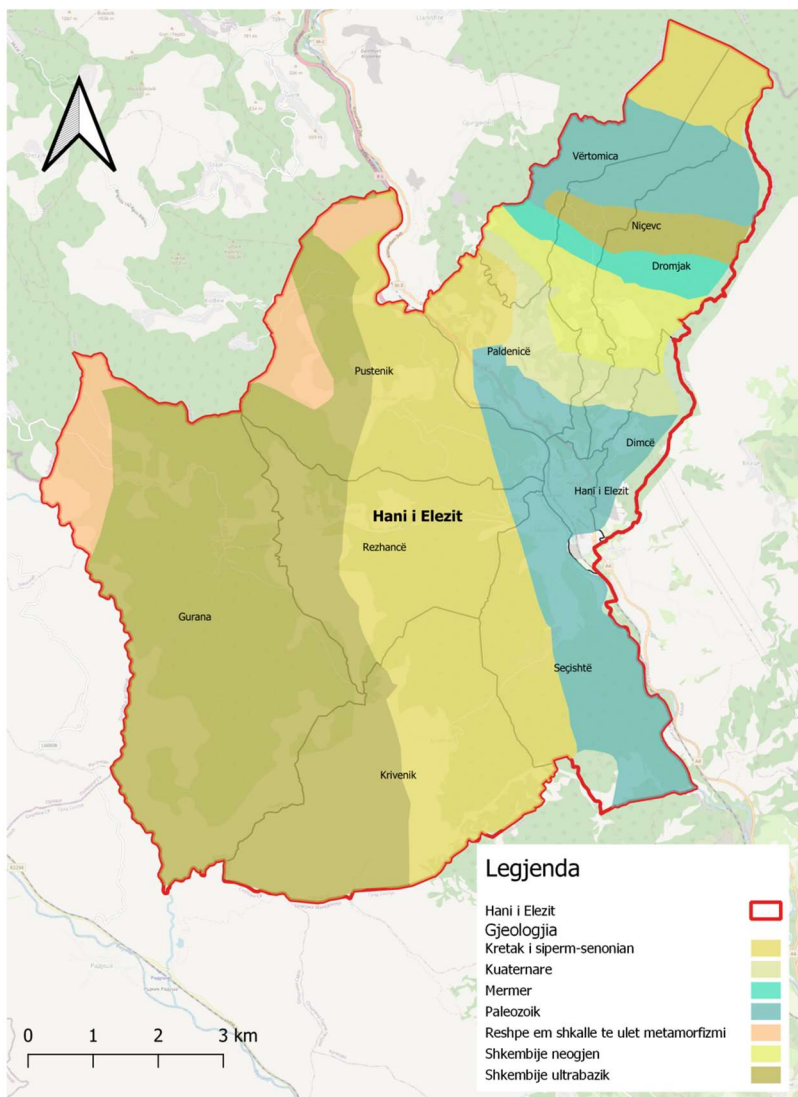 Vërtomica
Niçevc
Dromjak
Paldenicë
Pustenik
Dimcë
Hani i Elezit
Hani i Elezit
Rezhancë
Gurana
Seçishtë
Krivenik
Legjenda
Hani i Elezit
Gjeologjia
Kretak i siperm-senonian
Kuaternare
Mermer
Paleozoik
Reshpe em shkalle te ulet metamorfizmi
Shkembije neogjen
Shkembije ultrabazik
0 1 2 3 km